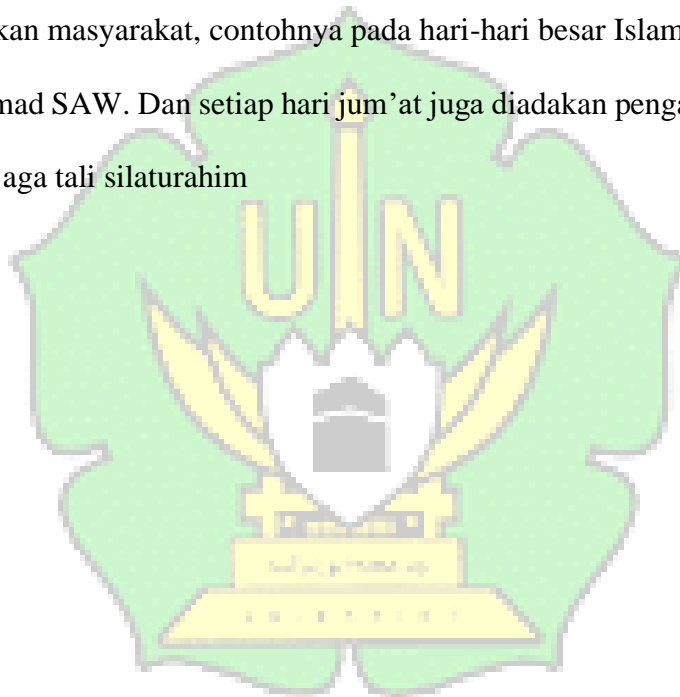 kan masyarakat, contohnya pada hari-hari besar Islam
mad SAW. Dan setiap hari jum’at juga diadakan penga
aga tali silaturahim
UIN